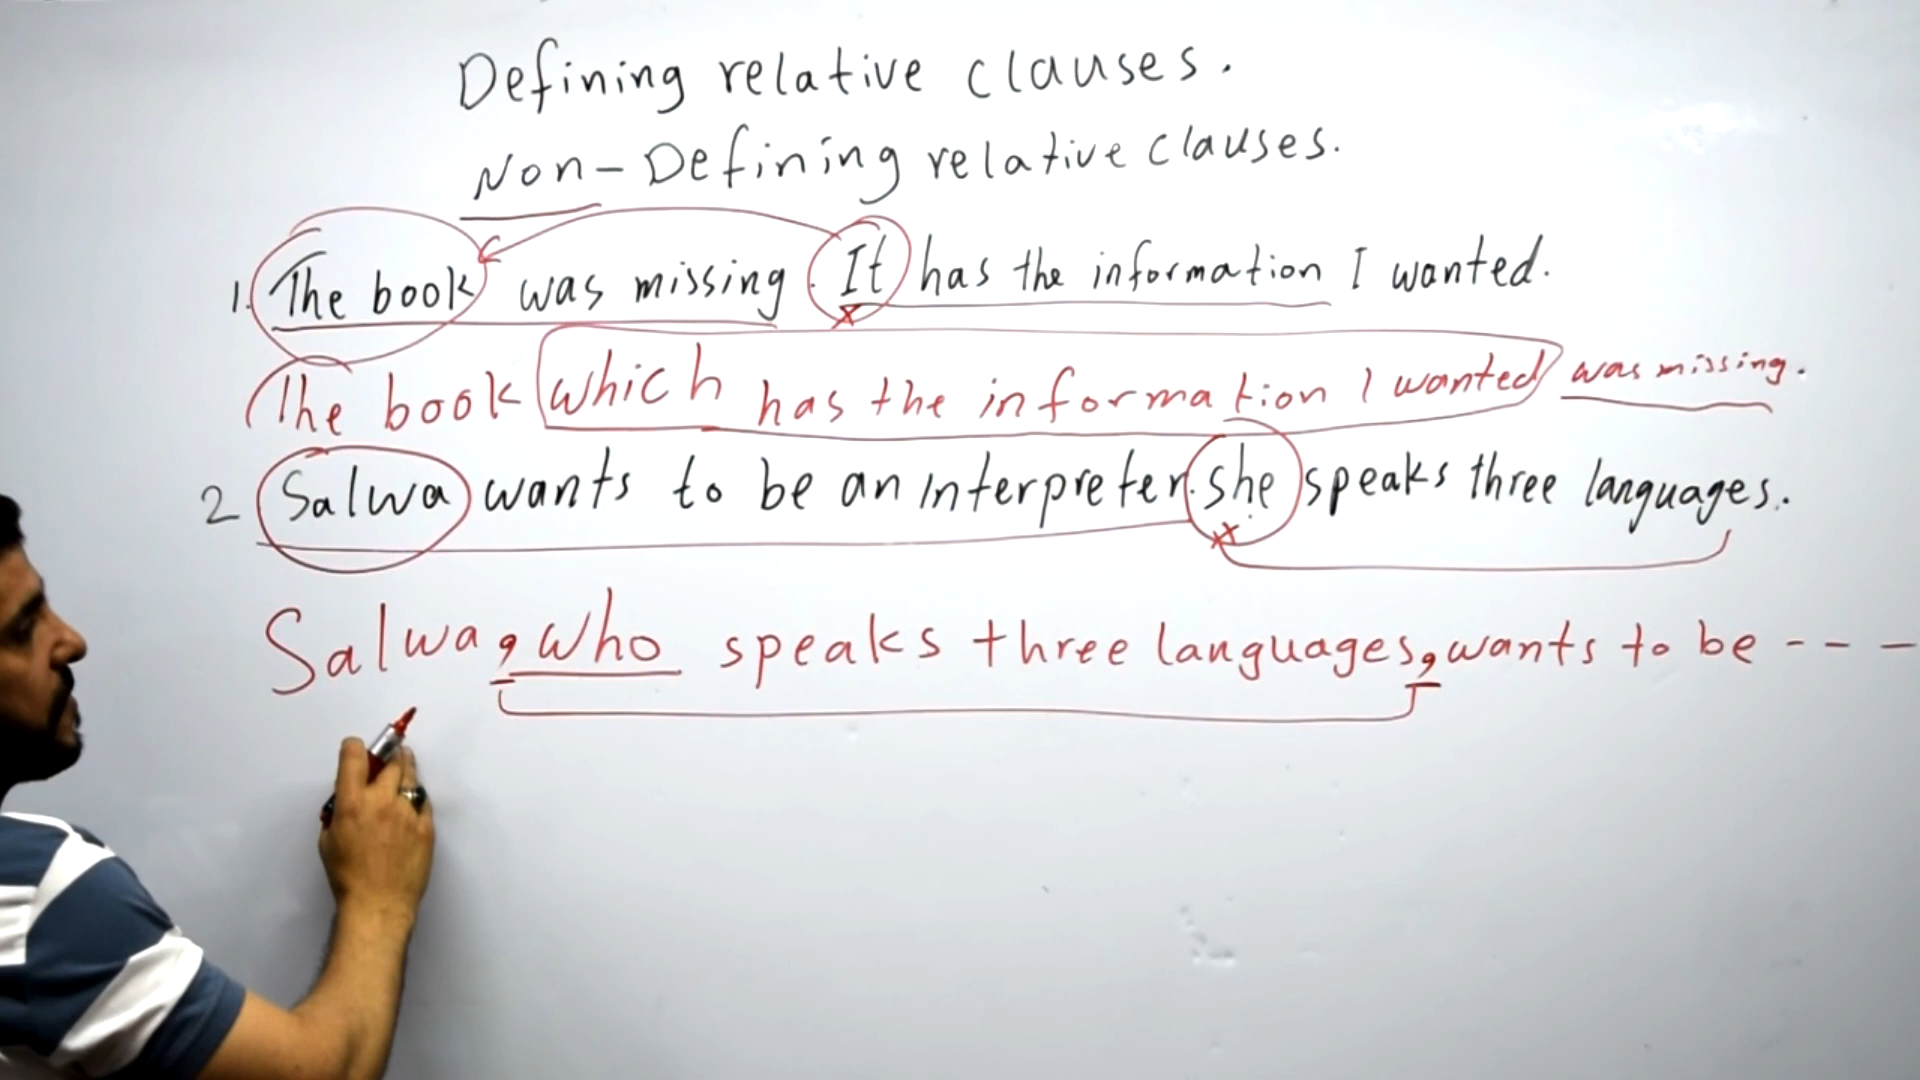 Defining relative clauses.
Non-Defining relative clauses.
1. The book was missing. It has the information I wanted.
The book which has the information I wanted was missing.
2 Salwa wants to be an interpreter. she speaks three languages.
Salwa, who speaks three languages, wants to be ----